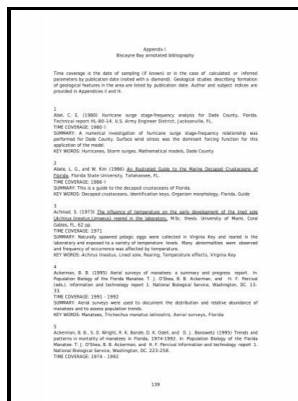 Appendix I
Biscayne Bay annotated bibliography
Time coverage is the date of sampling (if known) or in the case of calculated or inferred
parameters by publication date (noted with a diamond). Geological studies describing formation
of geological features in the area are listed by publication date. Author and subject indices are
provided in Appendices II and III.
1
Abel, C. E. (1980) Hurricane surge stage-frequency analysis for Dade County, Florida.
Technical report HL-80-14. U.S. Army Engineer District, Jacksonville, FL.
TIME COVERAGE: 1980
SUMMARY: A numerical investigation of hurricane surge stage-frequency relationship was
performed for Dade County. Surface wind stress was the dominant forcing function for this
application of the model.
KEY WORDS: Hurricanes, Storm surges, Mathematical models, Dade County
2
Abele, L. G., and W. Kim (1986) An Illustrated Guide to the Marine Decapod Crustaceans of
Florida. Florida State University, Tallahassee, FL.
TIME COVERAGE: 1986
SUMMARY: This is a guide to the decapod crustaceans of Florida.
KEY WORDS: Decapod crustaceans, Identification keys, Organism morphology, Florida, Guide
3
Achmad, S. (1973) The influence of temperature on the early development of the lined sole
(Achirus lineatus Linnaeus) reared in the laboratory. M.Sc. thesis. University of Miami, Coral
Gables, FL. 62 pp.
TIME COVERAGE: 1971
SUMMARY: Naturally spawned pelagic eggs were collected in Virginia Key and reared in the
laboratory and exposed to a variety of temperature levels. Many abnormalities were observed
and frequency of occurrence was affected by temperature.
KEY WORDS: Achirus lineatus, Lined sole, Rearing, Temperature effects, Virginia Key
4
Ackerman, B. B. (1995) Aerial surveys of manatees: a summary and progress report. In
Population Biology of the Florida Manatee. T. J. O'Shea, B. B. Ackerman, and H. F. Percival
(eds.). Information and technology report 1. National Biological Service, Washington, DC. 13-
33.
TIME COVERAGE: 1991 - 1992
SUMMARY: Aerial surveys were used to document the distribution and relative abundance of
manatees and to assess population trends.
KEY WORDS: Manatees, Trichechus manatus latirostris, Aerial surveys, Florida
5
Ackerman, B. B., S. D. Wright, R. K. Bonde, D. K. Odell, and D. J. Banowetz (1995) Trends and
patterns in mortality of manatees in Florida, 1974-1992. In Population Biology of the Florida
Manatee. T. J. O'Shea, B. B. Ackerman, and H. F. Percival Information and technology report 1.
National Biological Service, Washington, DC. 223-258.
TIME COVERAGE: 1974 - 1992
139